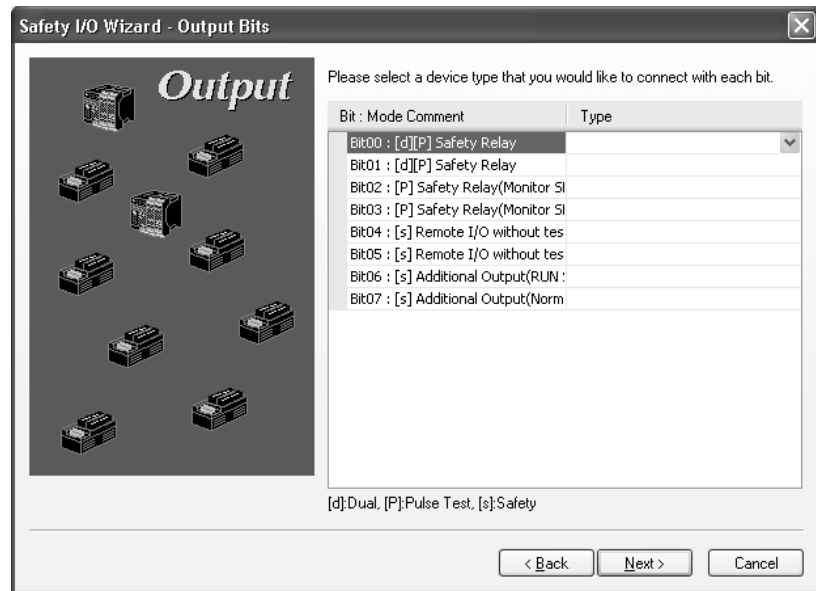 Safety I/O Wizard - Output Bits
Output
Please select a device type that you would like to connect with each bit.
Bit : Mode Comment Type
Bit00 : [d][P] Safety Relay
Bit01 : [d][P] Safety Relay
Bit02 : [P] Safety Relay(Monitor
Bit03 : [P] Safety Relay(Monitor
Bit04 : [s] Remote I/O without tes
Bit05 : [s] Remote I/O without tes
Bit06 : [s] Additional Output(RUN
Bit07 : [s] Additional Output(Norm
[d]:Dual, [P]:Pulse Test, [s]:Safety
< Back Next > Cancel